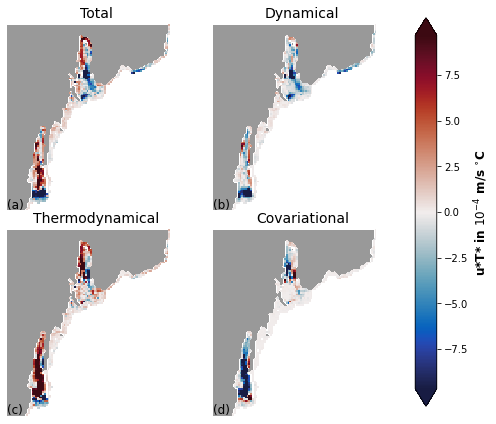 Total
Dynamical
(a)
(b)
Thermodynamical
Covariational
(c)
(d)
7.5
5.0
2.5
0.0
−2.5
−5.0
−7.5
u*T* in 10⁻⁴ m/s °C